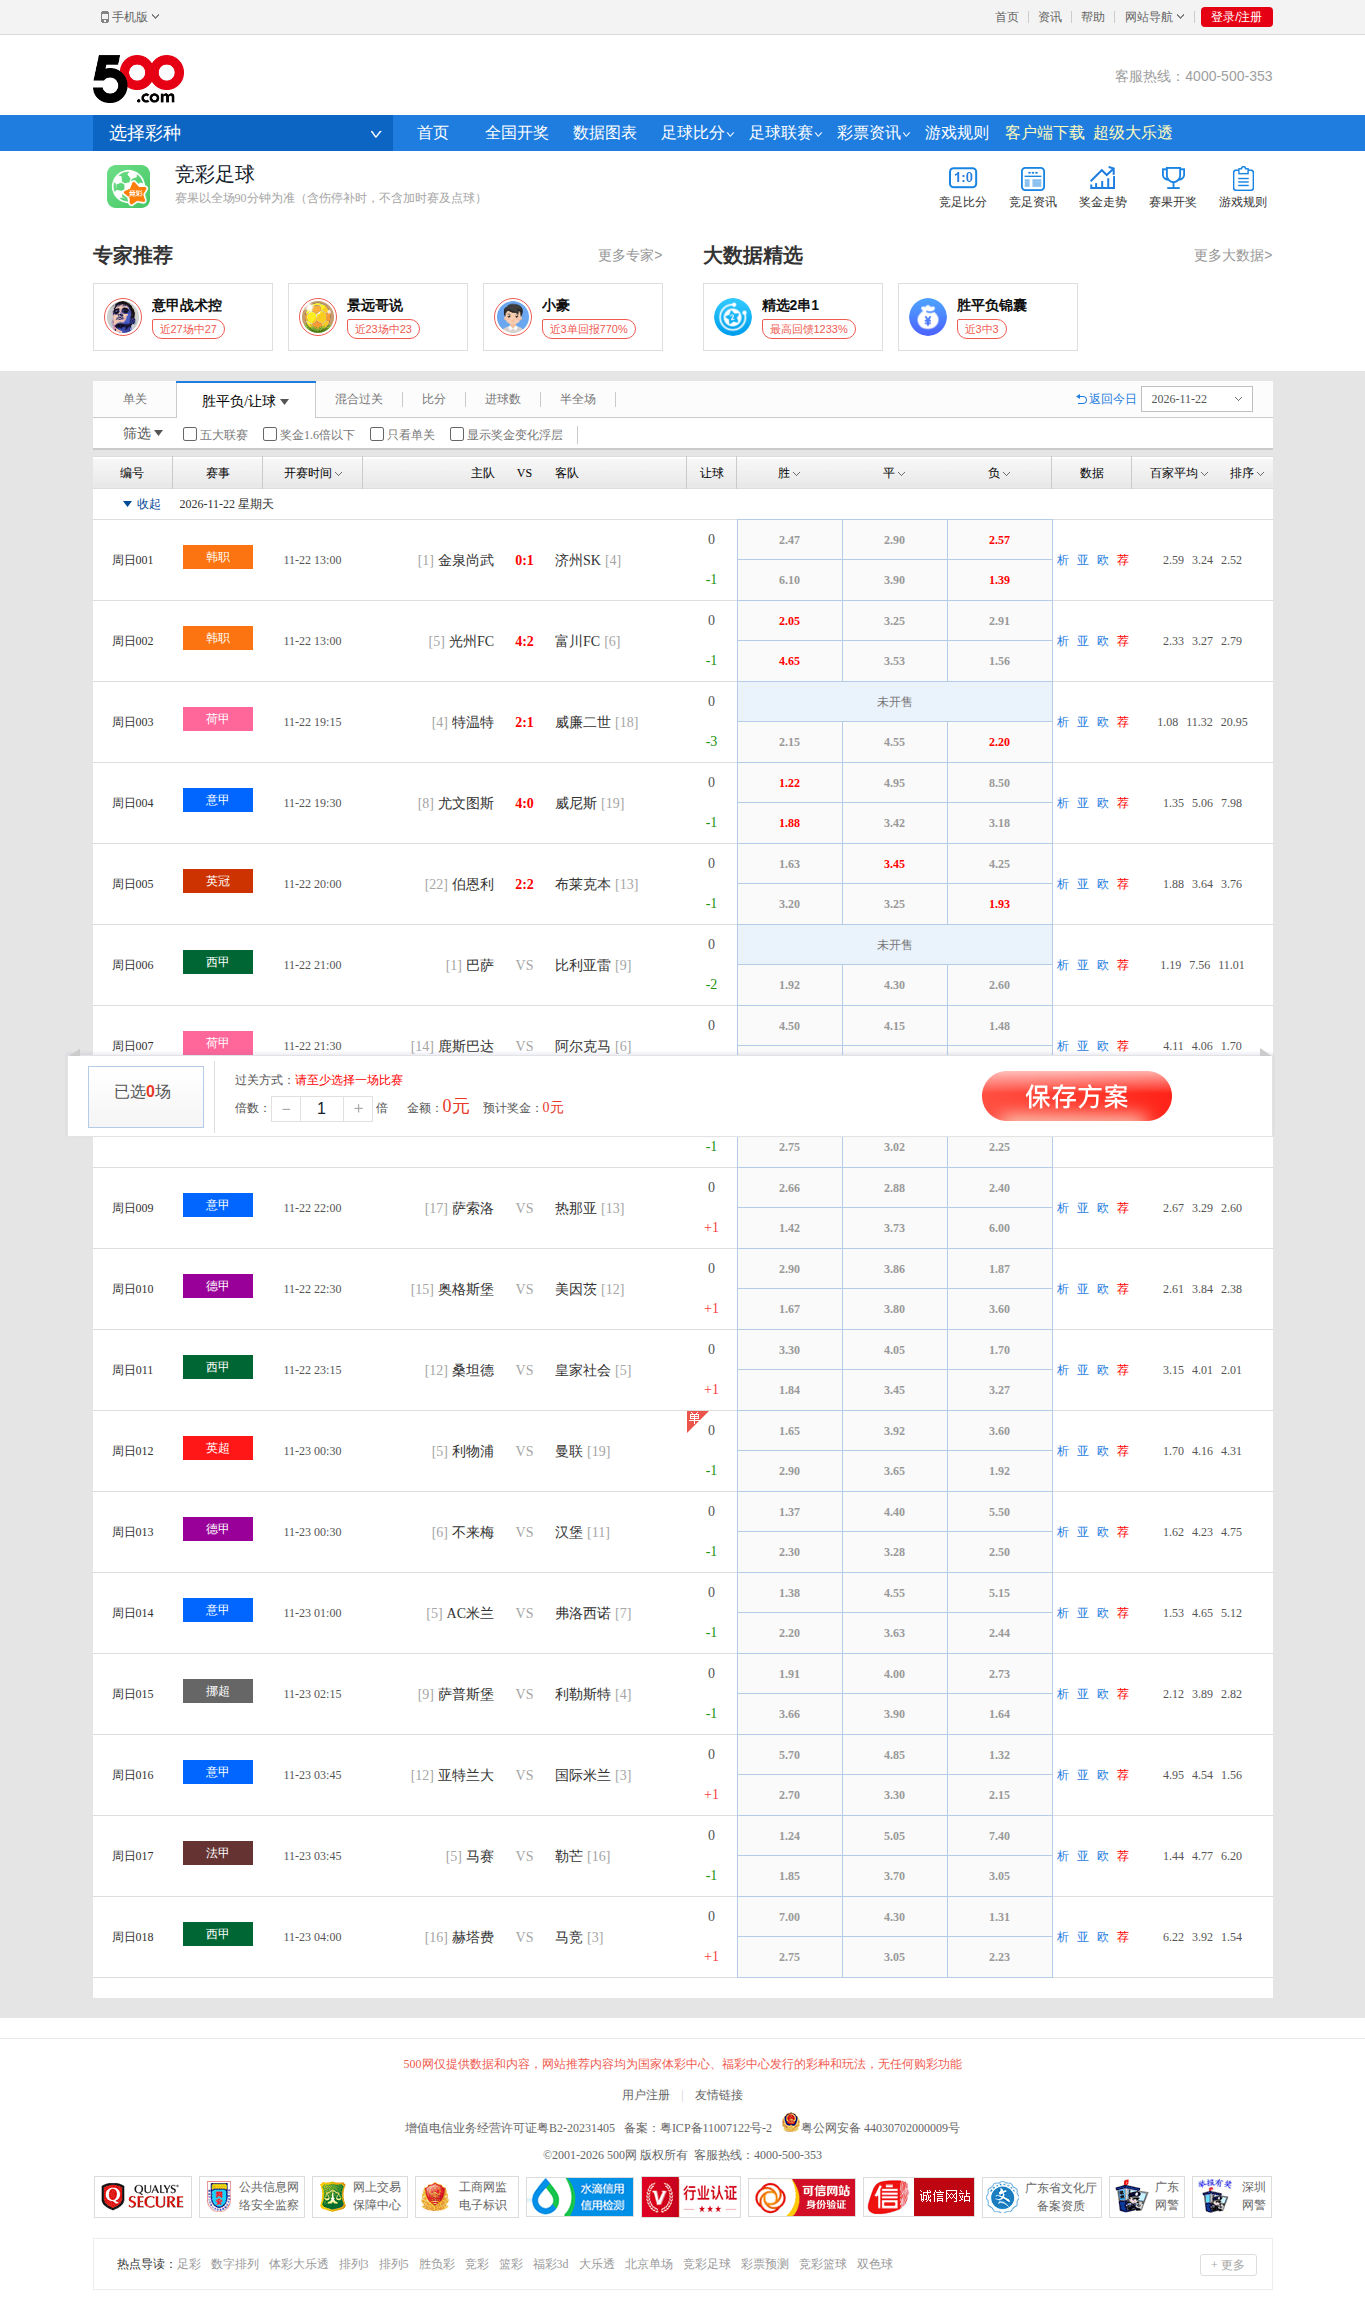 手机版
首页 资讯 帮助 网站导航 登录/注册
500.com
客服热线：4000-500-353
选择彩种 首页 全国开奖 数据图表 足球比分 足球联赛 彩票资讯 游戏规则 客户端下载 超级大乐透
竞彩足球
赛果以全场90分钟为准（含伤停补时，不含加时赛及点球）
1:0
竞足比分 竞足资讯 奖金走势 赛果开奖 游戏规则
专家推荐 更多专家>
大数据精选 更多大数据>
意甲战术控 景远哥说 小豪 精选2串1 胜平负锦囊
近27场中27 近23场中23 近3单回报770% 最高回馈1233% 近3中3
单关 胜平负/让球 混合过关 比分 进球数 半全场 返回今日 2026-11-22
筛选 五大联赛 奖金1.6倍以下 只看单关 显示奖金变化浮层
编号 赛事 开赛时间 主队 VS 客队 让球 胜 平 负 数据 百家平均 排序
收起 2026-11-22 星期天
0 2.47 2.90 2.57
周日001 韩职 11-22 13:00 [1] 金泉尚武 0:1 济州SK [4] 析 亚 欧 荐 2.59 3.24 2.52
-1 6.10 3.90 1.39
0 2.05 3.25 2.91
周日002 韩职 11-22 13:00 [5] 光州FC 4:2 富川FC [6] 析 亚 欧 荐 2.33 3.27 2.79
-1 4.65 3.53 1.56
0 未开售
周日003 荷甲 11-22 19:15 [4] 特温特 2:1 威廉二世 [18] 析 亚 欧 荐 1.08 11.32 20.95
-3 2.15 4.55 2.20
0 1.22 4.95 8.50
周日004 意甲 11-22 19:30 [8] 尤文图斯 4:0 威尼斯 [19] 析 亚 欧 荐 1.35 5.06 7.98
-1 1.88 3.42 3.18
0 1.63 3.45 4.25
周日005 英冠 11-22 20:00 [22] 伯恩利 2:2 布莱克本 [13] 析 亚 欧 荐 1.88 3.64 3.76
-1 3.20 3.25 1.93
0 未开售
周日006 西甲 11-22 21:00 [1] 巴萨 VS 比利亚雷 [9] 析 亚 欧 荐 1.19 7.56 11.01
-2 1.92 4.30 2.60
0 4.50 4.15 1.48
周日007 荷甲 11-22 21:30 [14] 鹿斯巴达 VS 阿尔克马 [6] 析 亚 欧 荐 4.11 4.06 1.70
已选0场
过关方式：请至少选择一场比赛
倍数： − 1 + 倍 金额：0元 预计奖金：0元
保存方案
-1 2.75 3.02 2.25
0 2.66 2.88 2.40
周日009 意甲 11-22 22:00 [17] 萨索洛 VS 热那亚 [13] 析 亚 欧 荐 2.67 3.29 2.60
+1 1.42 3.73 6.00
0 2.90 3.86 1.87
周日010 德甲 11-22 22:30 [15] 奥格斯堡 VS 美因茨 [12] 析 亚 欧 荐 2.61 3.84 2.38
+1 1.67 3.80 3.60
0 3.30 4.05 1.70
周日011 西甲 11-22 23:15 [12] 桑坦德 VS 皇家社会 [5] 析 亚 欧 荐 3.15 4.01 2.01
+1 1.84 3.45 3.27
单 0 1.65 3.92 3.60
周日012 英超 11-23 00:30 [5] 利物浦 VS 曼联 [19] 析 亚 欧 荐 1.70 4.16 4.31
-1 2.90 3.65 1.92
0 1.37 4.40 5.50
周日013 德甲 11-23 00:30 [6] 不来梅 VS 汉堡 [11] 析 亚 欧 荐 1.62 4.23 4.75
-1 2.30 3.28 2.50
0 1.38 4.55 5.15
周日014 意甲 11-23 01:00 [5] AC米兰 VS 弗洛西诺 [7] 析 亚 欧 荐 1.53 4.65 5.12
-1 2.20 3.63 2.44
0 1.91 4.00 2.73
周日015 挪超 11-23 02:15 [9] 萨普斯堡 VS 利勒斯特 [4] 析 亚 欧 荐 2.12 3.89 2.82
-1 3.66 3.90 1.64
0 5.70 4.85 1.32
周日016 意甲 11-23 03:45 [12] 亚特兰大 VS 国际米兰 [3] 析 亚 欧 荐 4.95 4.54 1.56
+1 2.70 3.30 2.15
0 1.24 5.05 7.40
周日017 法甲 11-23 03:45 [5] 马赛 VS 勒芒 [16] 析 亚 欧 荐 1.44 4.77 6.20
-1 1.85 3.70 3.05
0 7.00 4.30 1.31
周日018 西甲 11-23 04:00 [16] 赫塔费 VS 马竞 [3] 析 亚 欧 荐 6.22 3.92 1.54
+1 2.75 3.05 2.23
500网仅提供数据和内容，网站推荐内容均为国家体彩中心、福彩中心发行的彩种和玩法，无任何购彩功能
用户注册 友情链接
增值电信业务经营许可证粤B2-20231405 备案：粤ICP备11007122号-2 粤公网安备 44030702000009号
©2001-2026 500网 版权所有 客服热线：4000-500-353
QUALYS® SECURE
公共信息网 络安全监察
网上交易 保障中心
工商网监 电子标识
水滴信用 信用检测
行业认证
可信网站 身份验证
信 诚信网站
广东省文化厅 备案资质
广东 网警
深圳 网警
热点导读：足彩 数字排列 体彩大乐透 排列3 排列5 胜负彩 竞彩 篮彩 福彩3d 大乐透 北京单场 竞彩足球 彩票预测 竞彩篮球 双色球 + 更多